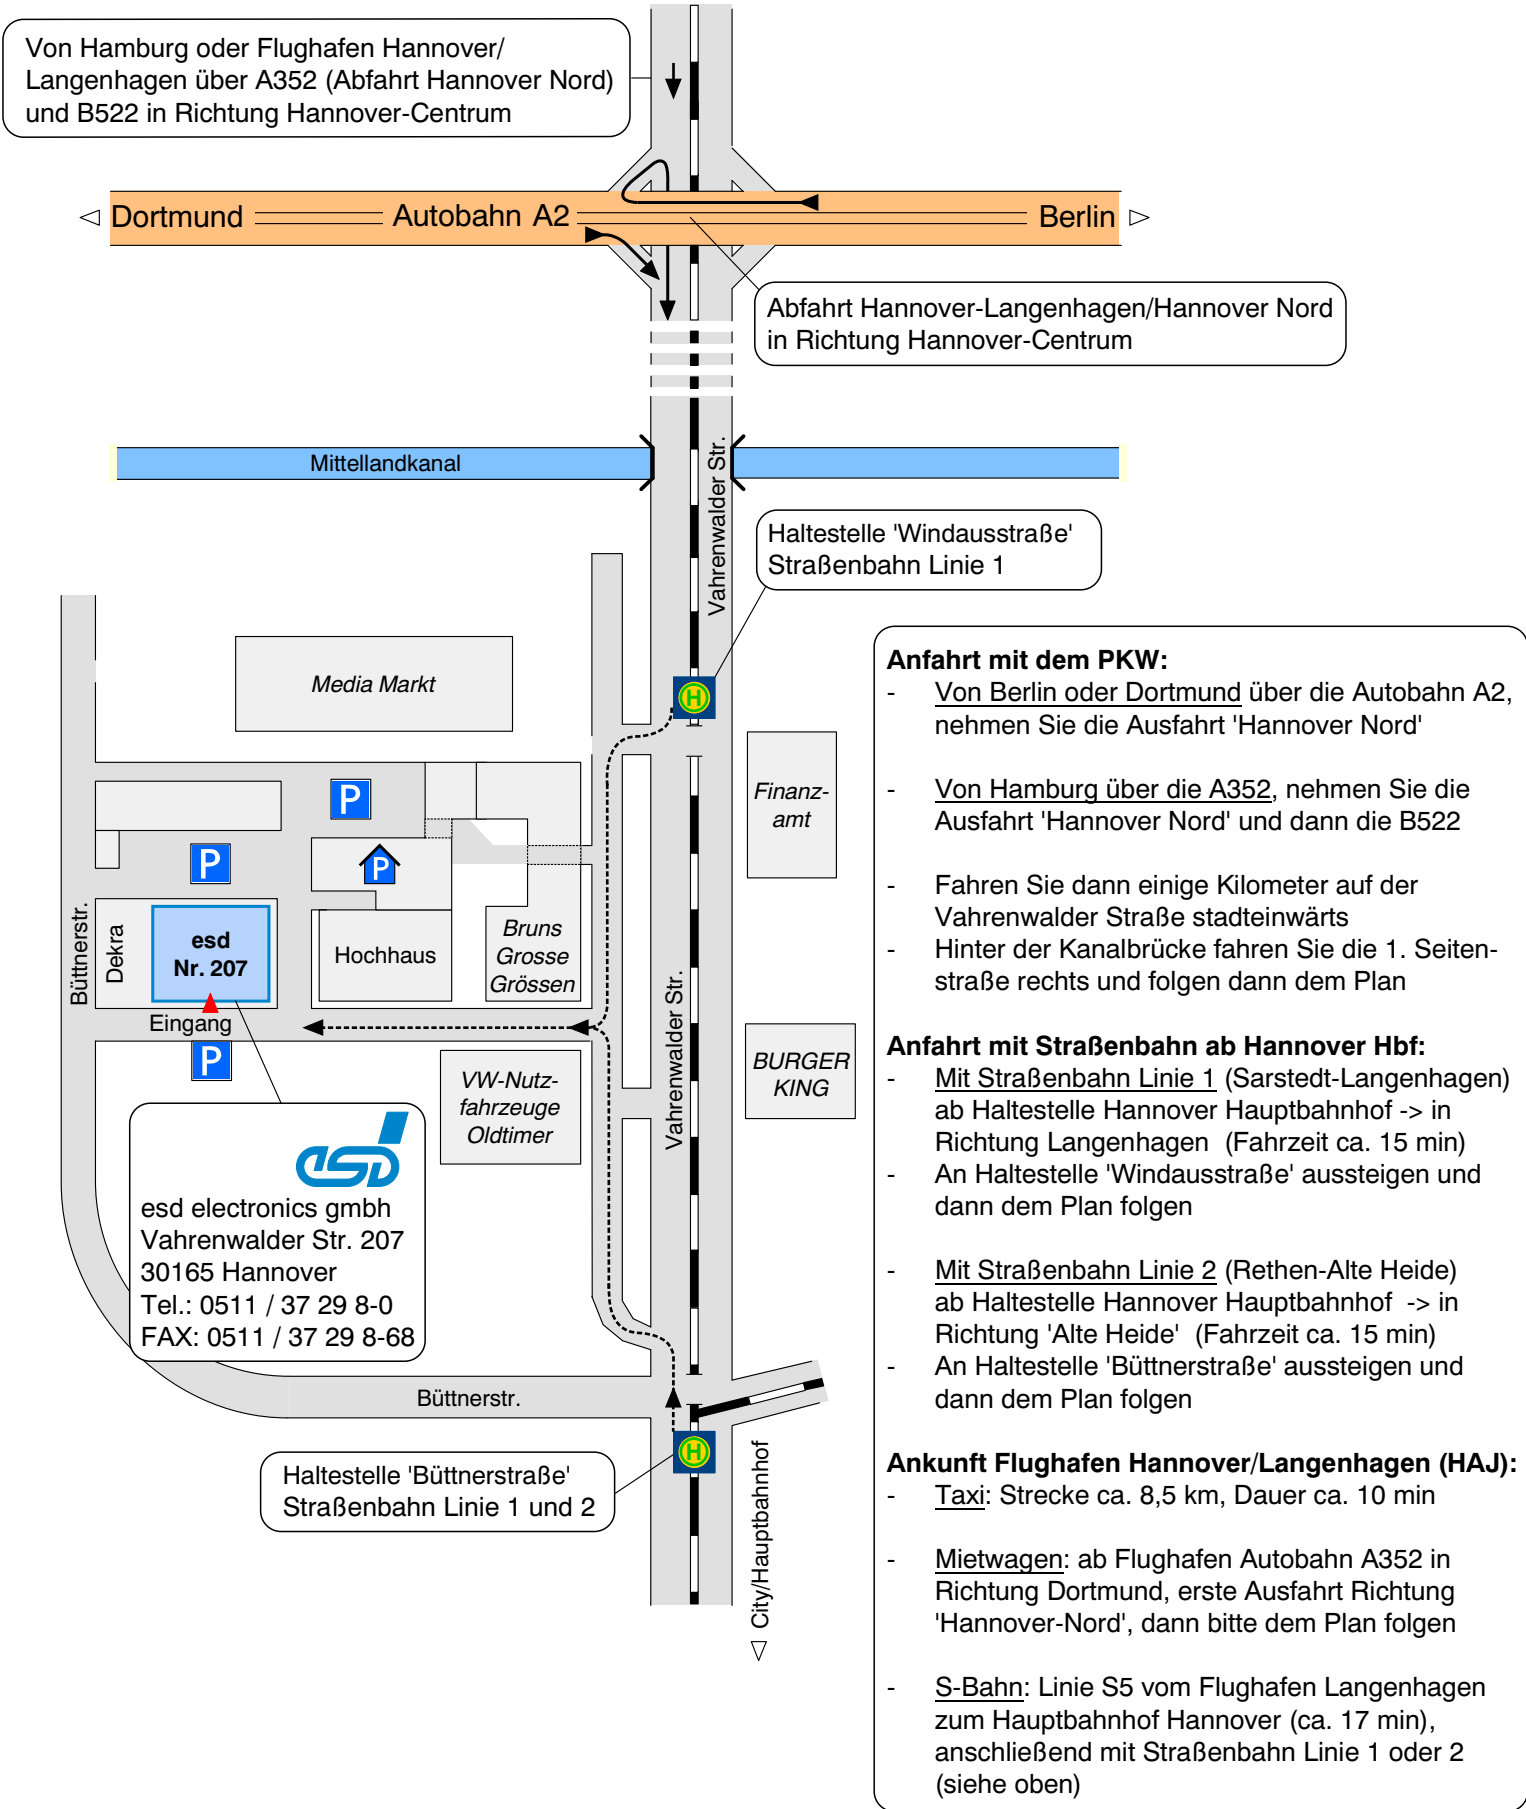 Von Hamburg oder Flughafen Hannover/
Langenhagen über A352 (Abfahrt Hannover Nord)
und B522 in Richtung Hannover-Centrum
Dortmund
Autobahn A2
Berlin
Abfahrt Hannover-Langenhagen/Hannover Nord
in Richtung Hannover-Centrum
Mittellandkanal
Vahrenwalder Str.
Haltestelle 'Windausstraße'
Straßenbahn Linie 1
H
Media Markt
Finanz-
amt
P
P
P
Büttnerstr.
Dekra
esd
Nr. 207
Hochhaus
Bruns
Grosse
Grössen
Eingang
P
Vahrenwalder Str.
VW-Nutz-
fahrzeuge
Oldtimer
BURGER
KING
esd
esd electronics gmbh
Vahrenwalder Str. 207
30165 Hannover
Tel.: 0511 / 37 29 8-0
FAX: 0511 / 37 29 8-68
Büttnerstr.
H
Haltestelle 'Büttnerstraße'
Straßenbahn Linie 1 und 2
City/Hauptbahnhof
Anfahrt mit dem PKW:
- Von Berlin oder Dortmund über die Autobahn A2,
nehmen Sie die Ausfahrt 'Hannover Nord'
- Von Hamburg über die A352, nehmen Sie die
Ausfahrt 'Hannover Nord' und dann die B522
- Fahren Sie dann einige Kilometer auf der
Vahrenwalder Straße stadteinwärts
- Hinter der Kanalbrücke fahren Sie die 1. Seiten-
straße rechts und folgen dann dem Plan
Anfahrt mit Straßenbahn ab Hannover Hbf:
- Mit Straßenbahn Linie 1 (Sarstedt-Langenhagen)
ab Haltestelle Hannover Hauptbahnhof -> in
Richtung Langenhagen (Fahrzeit ca. 15 min)
- An Haltestelle 'Windausstraße' aussteigen und
dann dem Plan folgen
- Mit Straßenbahn Linie 2 (Rethen-Alte Heide)
ab Haltestelle Hannover Hauptbahnhof -> in
Richtung 'Alte Heide' (Fahrzeit ca. 15 min)
- An Haltestelle 'Büttnerstraße' aussteigen und
dann dem Plan folgen
Ankunft Flughafen Hannover/Langenhagen (HAJ):
- Taxi: Strecke ca. 8,5 km, Dauer ca. 10 min
- Mietwagen: ab Flughafen Autobahn A352 in
Richtung Dortmund, erste Ausfahrt Richtung
'Hannover-Nord', dann bitte dem Plan folgen
- S-Bahn: Linie S5 vom Flughafen Langenhagen
zum Hauptbahnhof Hannover (ca. 17 min),
anschließend mit Straßenbahn Linie 1 oder 2
(siehe oben)